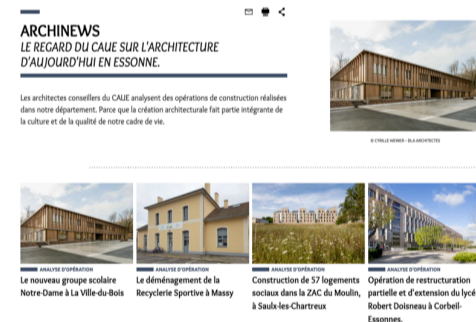 ARCHINEWS
LE REGARD DU CAUE SUR L'ARCHITECTURE
D'AUJOURD'HUI EN ESSONNE.
Les architectes conseillers du CAUE analysent des opérations de construction réalisées
dans notre département. Parce que la création architecturale fait partie intégrante de
la culture et de la qualité de notre cadre de vie.
© CYRILLE WEINER – DLA ARCHITECTES
ANALYSE D'OPÉRATION
Le nouveau groupe scolaire
Notre-Dame à La Ville-du-Bois
ANALYSE D'OPÉRATION
Le déménagement de la
Recyclerie Sportive à Massy
ANALYSE D'OPÉRATION
Construction de 57 logements
sociaux dans la ZAC du Moulin,
à Saulx-les-Chartreux
ANALYSE D'OPÉRATION
Opération de restructuration
partielle et d'extension du lycé
Robert Doisneau à Corbeil-
Essonnes.